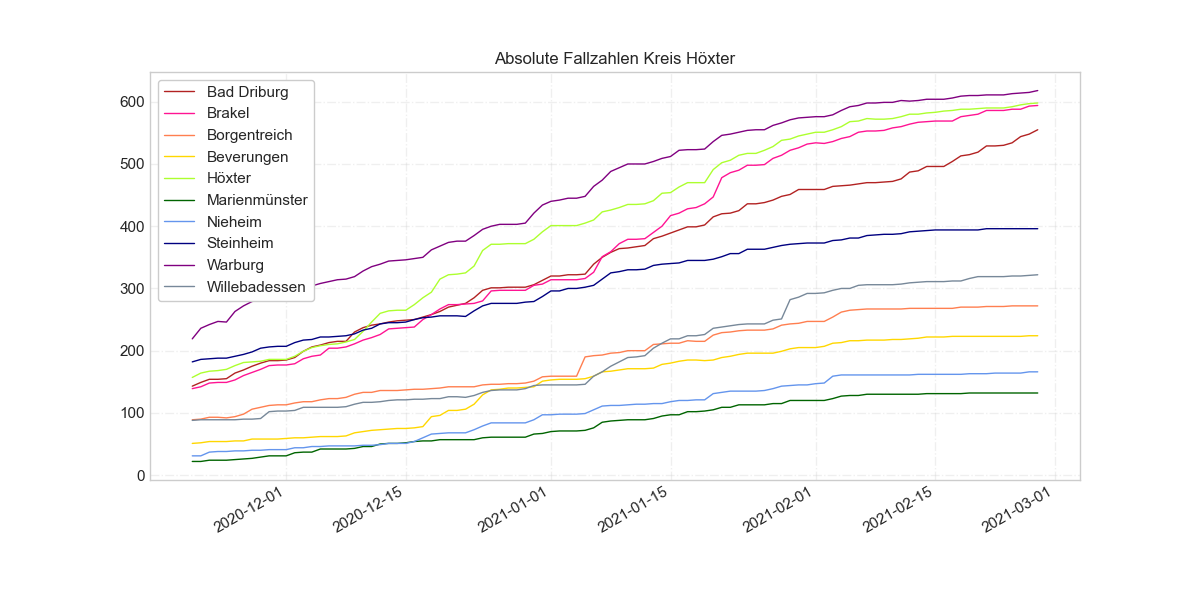 Absolute Fallzahlen Kreis Höxter
Bad Driburg
Brakel
Borgentreich
Beverungen
Höxter
Marienmünster
Nieheim
Steinheim
Warburg
Willebadessen
600
500
400
300
200
100
0
2020-12-01
2020-12-15
2021-01-01
2021-01-15
2021-02-01
2021-02-15
2021-03-01